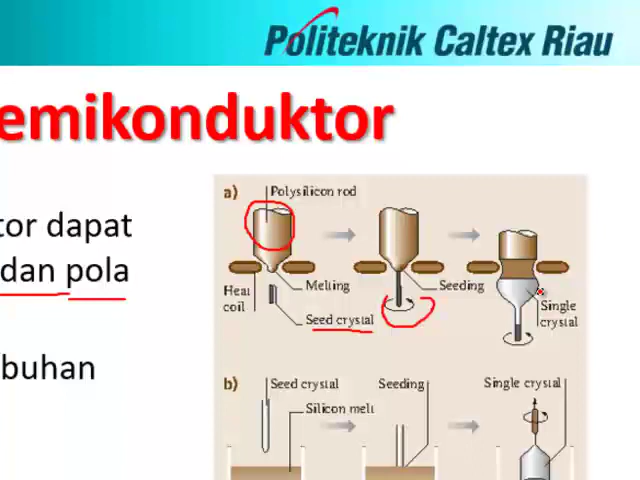 Politeknik Caltex Riau
emikonduktor
tor dapat
dan pola
buhan
a)
Polysilicon rod
Melting
Heat
coil
Seed crystal
Seeding
Single
crystal
b)
Seed crystal
Seeding
Single crystal
Silicon melt